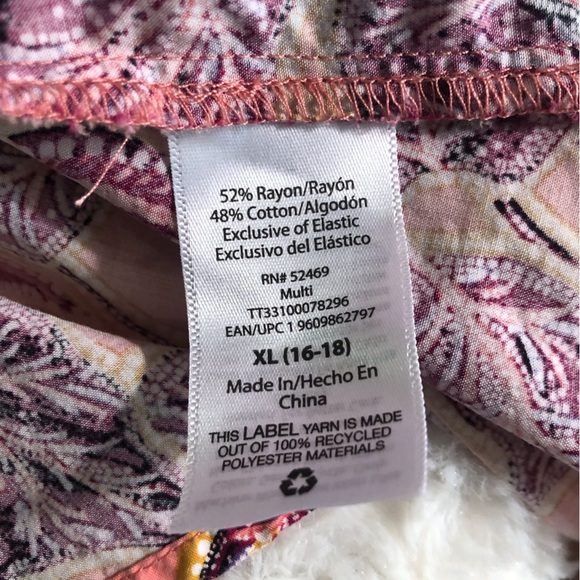 52% Rayon/Rayón
48% Cotton/Algodón
Exclusive of Elastic
Exclusivo del Elástico
RN# 52469
Multi
TT33100078296
EAN/UPC 1 9609862797
XL (16-18)
Made In/Hecho En
China
THIS LABEL YARN IS MADE
OUT OF 100% RECYCLED
POLYESTER MATERIALS